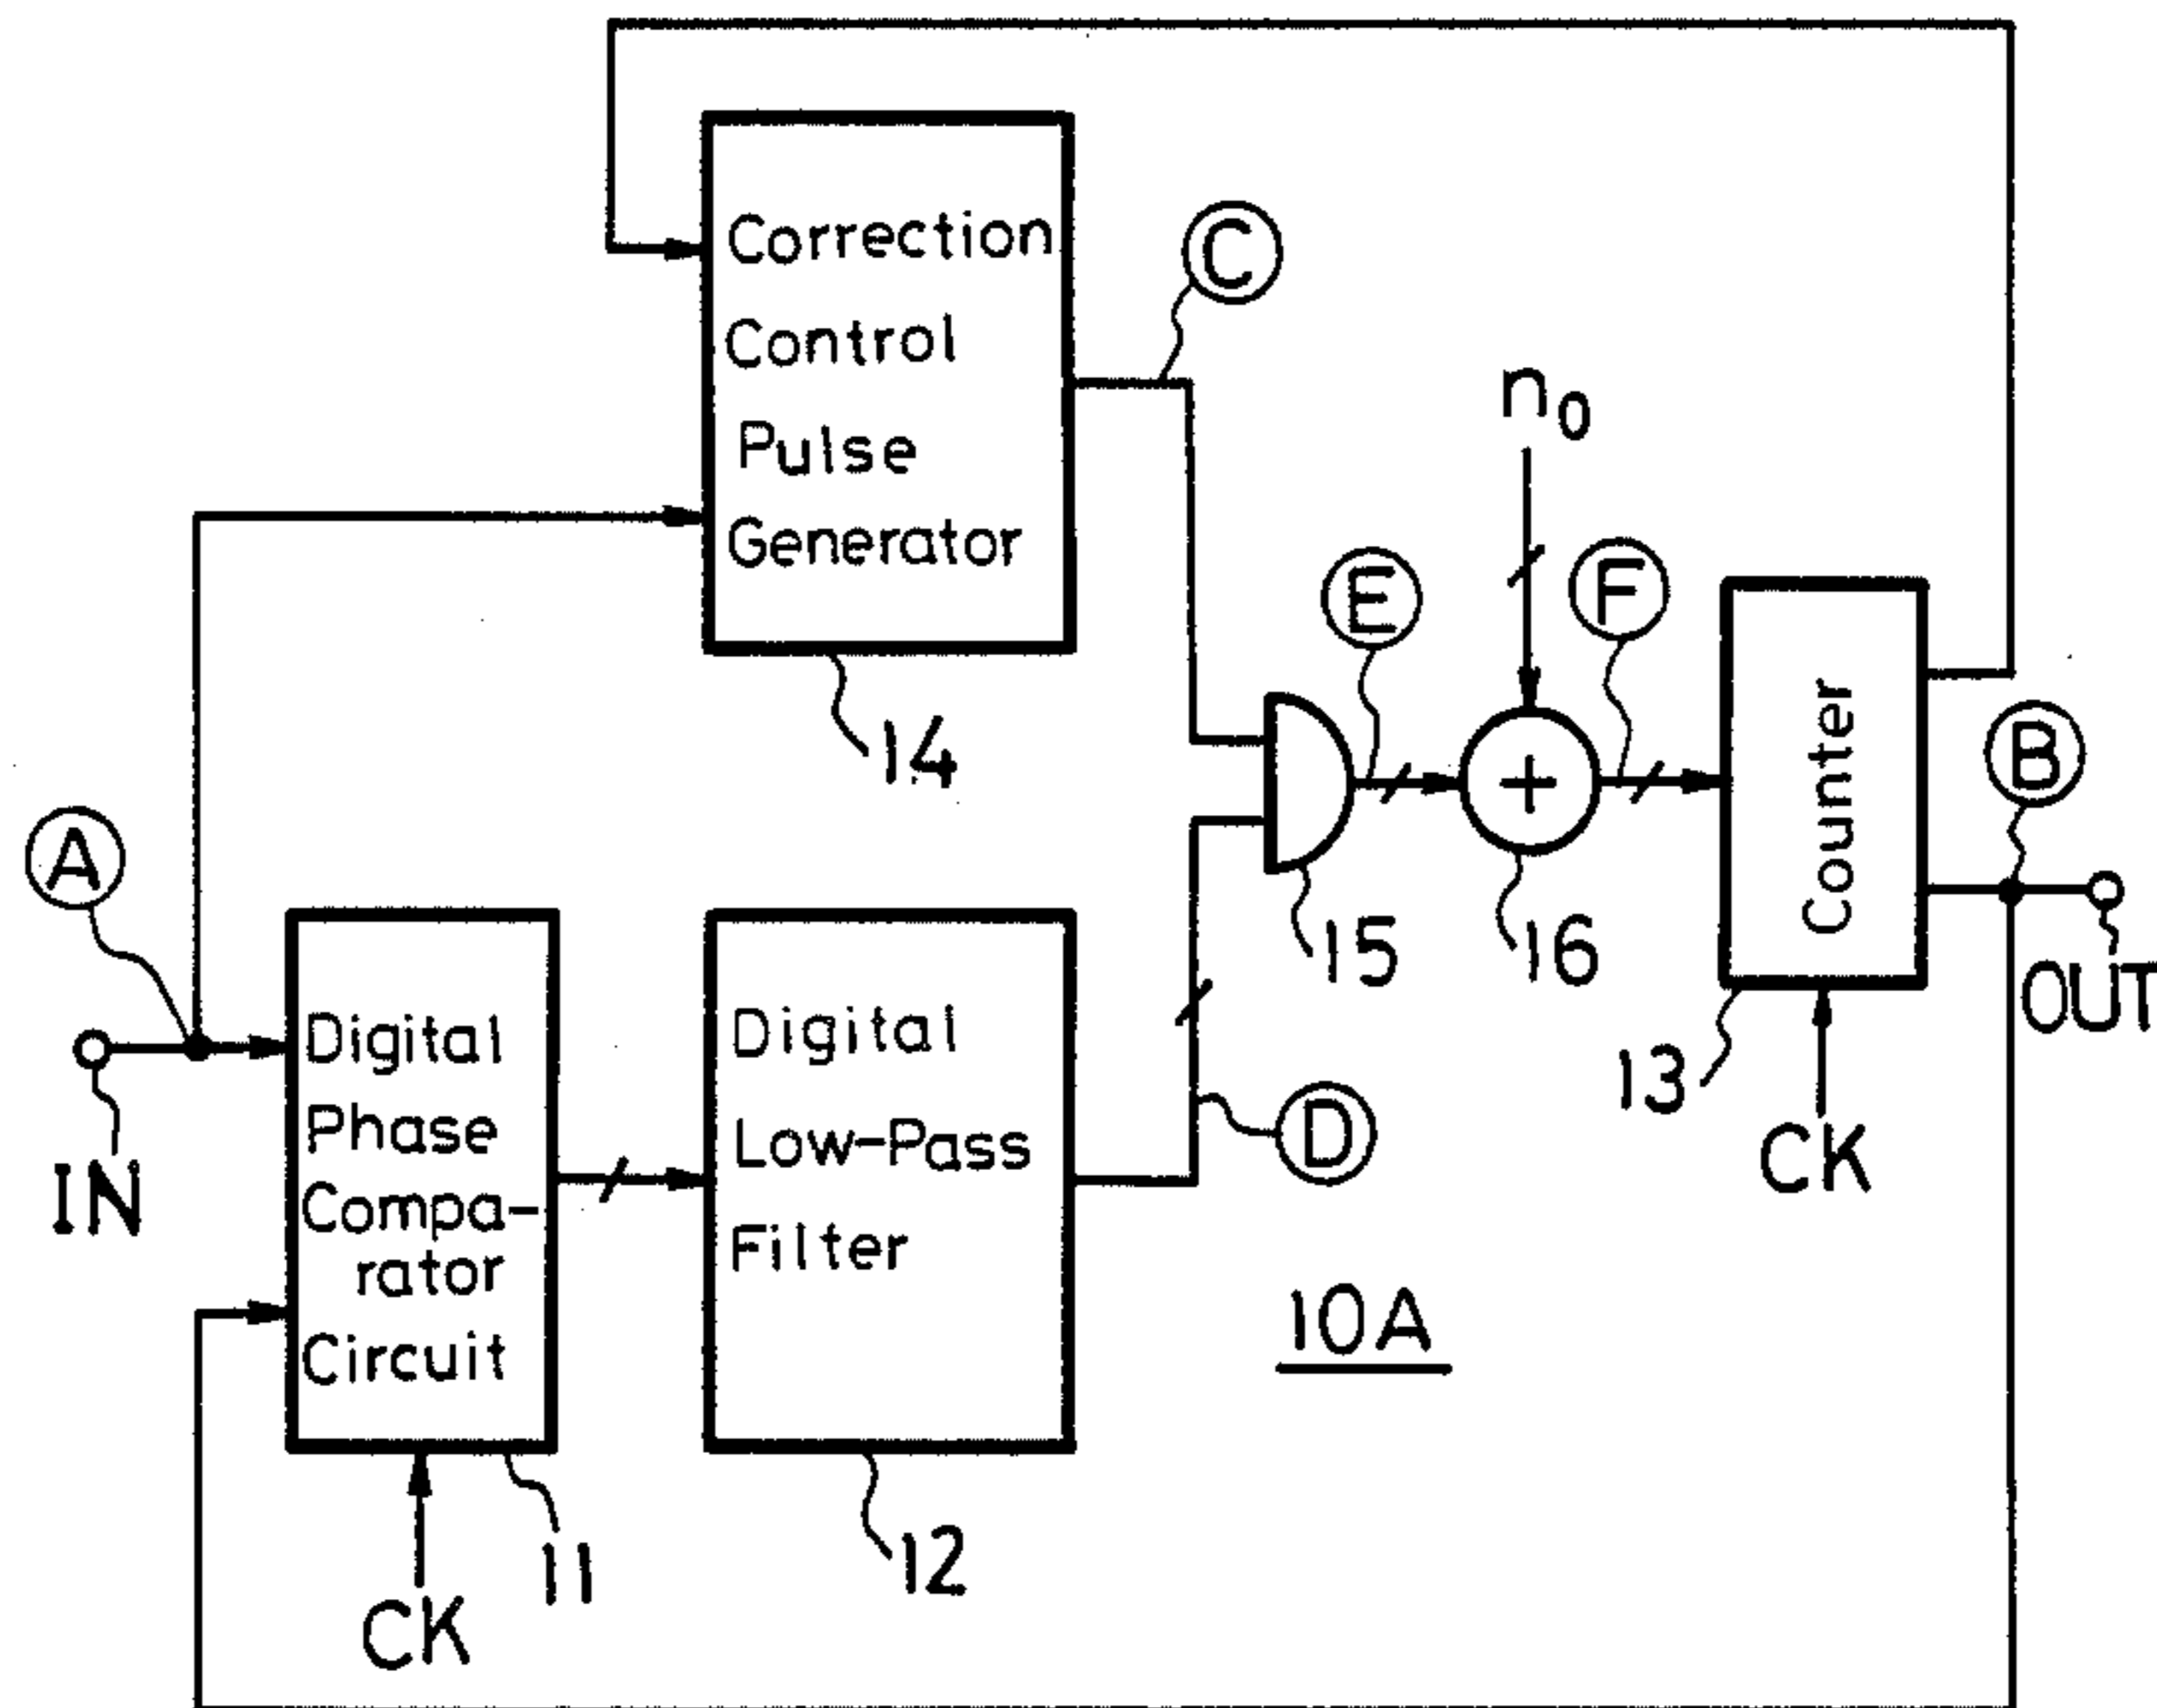 Correction
Control
Pulse
Generator
C
n0
E
F
14
Counter
B
A
15
16
OUT
Digital
Phase
Compa-
rator
Circuit
Digital
Low-Pass
Filter
D
13
CK
IN
10A
11
12
CK